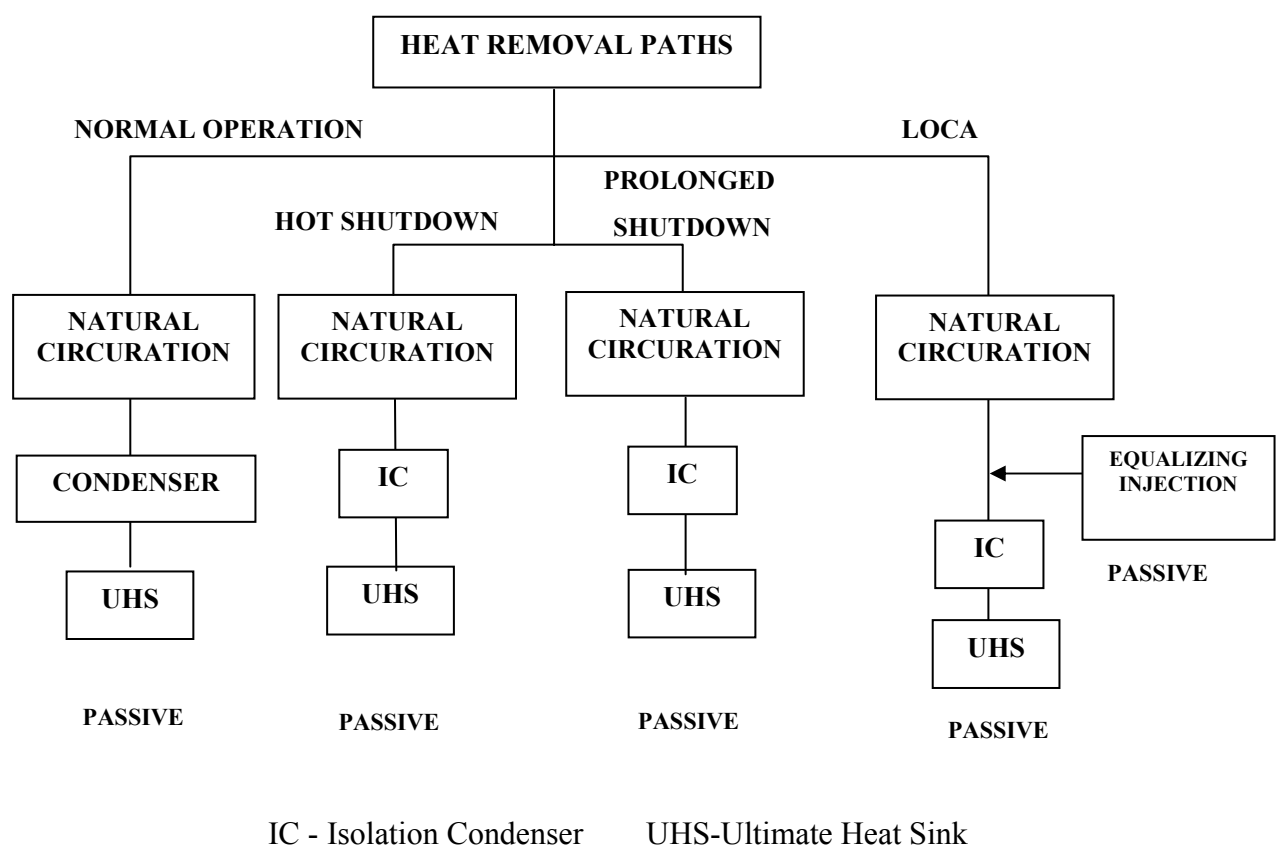 HEAT REMOVAL PATHS
NORMAL OPERATION
LOCA
PROLONGED
SHUTDOWN
HOT SHUTDOWN
NATURAL
CIRCURATION
NATURAL
CIRCURATION
NATURAL
CIRCURATION
NATURAL
CIRCURATION
CONDENSER
IC
IC
EQUALIZING
INJECTION
IC
PASSIVE
UHS
UHS
UHS
UHS
PASSIVE
PASSIVE
PASSIVE
PASSIVE
IC - Isolation Condenser UHS-Ultimate Heat Sink